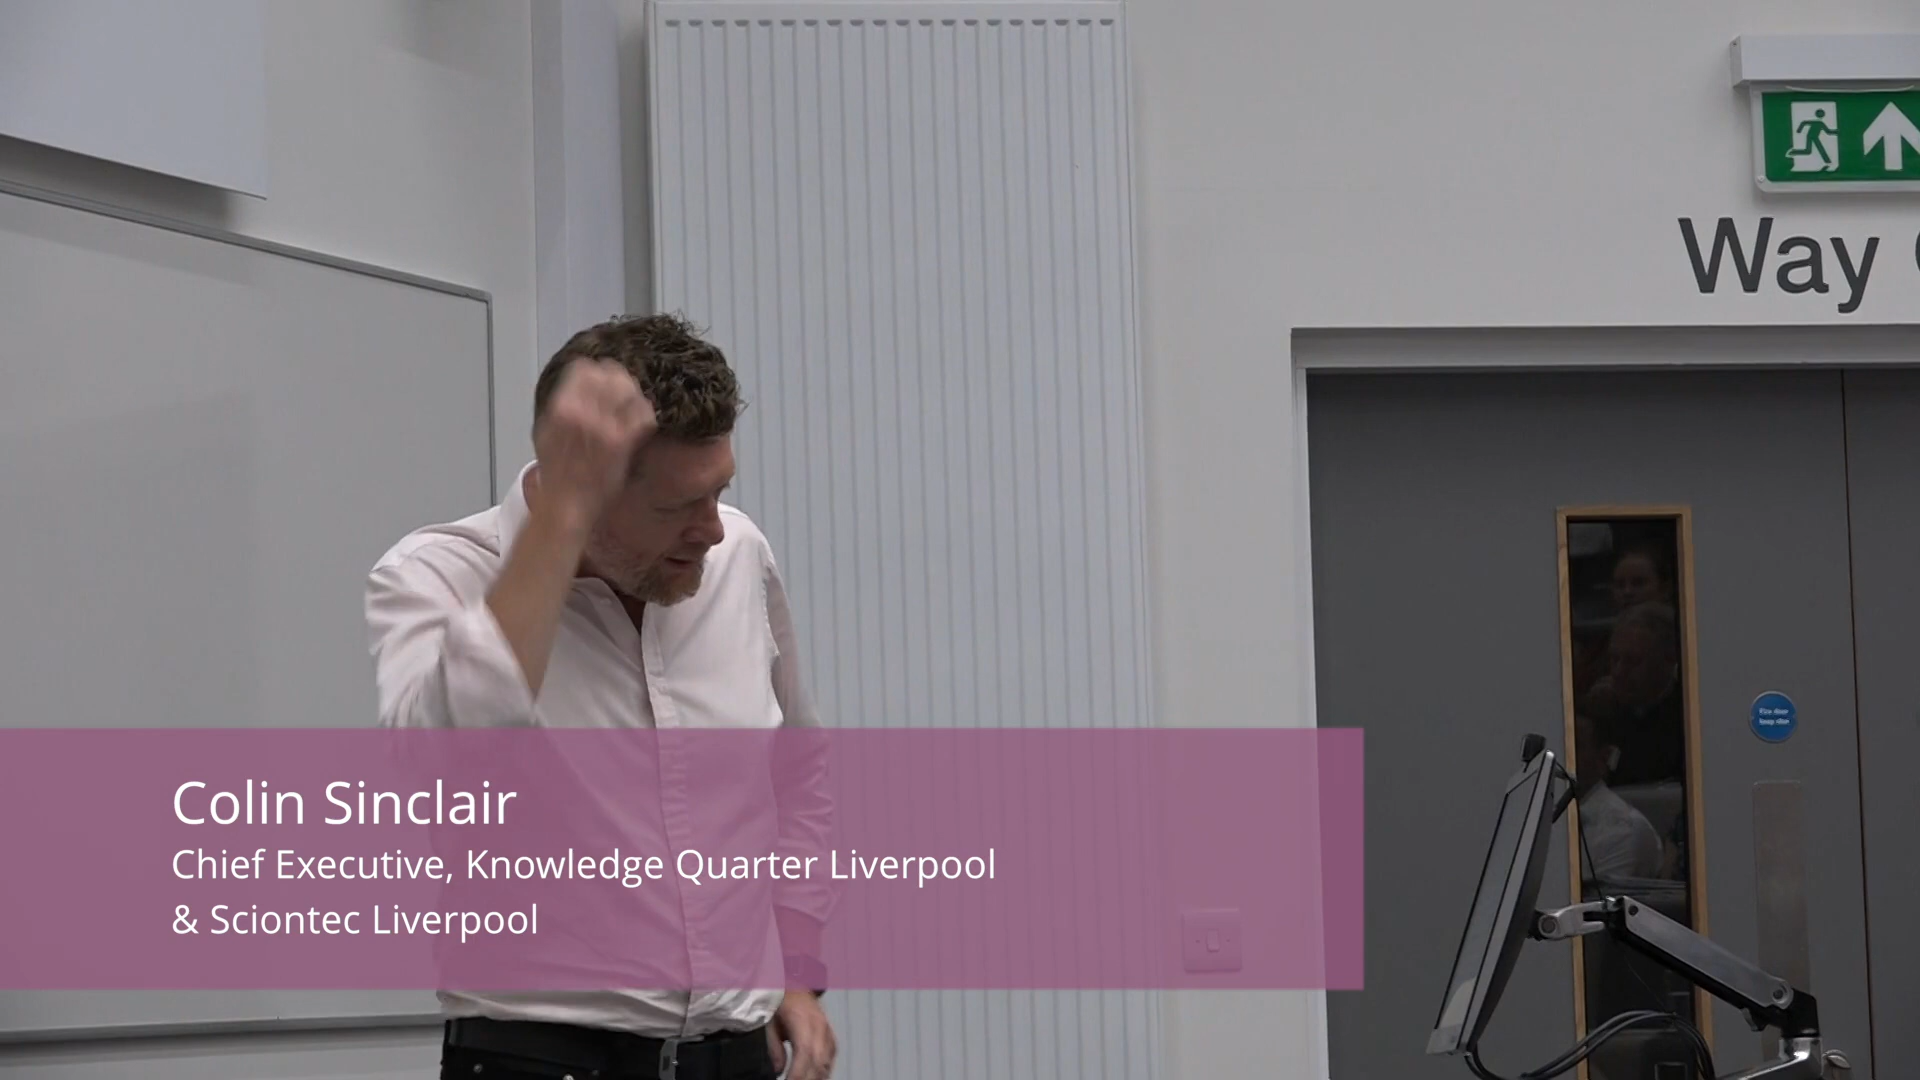 Way
Colin Sinclair
Chief Executive, Knowledge Quarter Liverpool
& Sciontec Liverpool